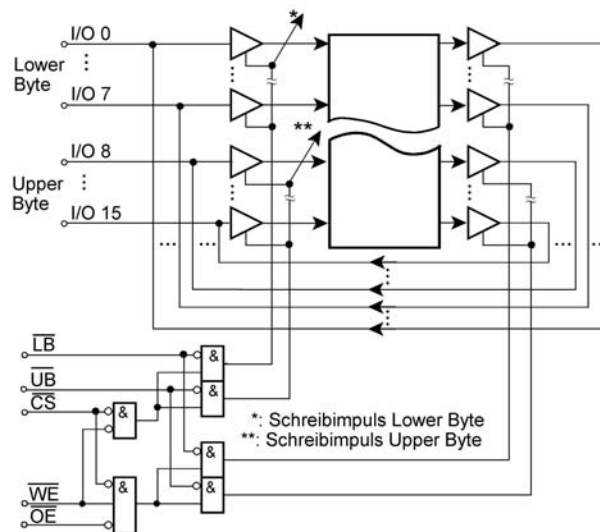 *
I/O 0
Lower
Byte
I/O 7
**
I/O 8
Upper
Byte
I/O 15
LB
&
UB
&
CS
&
*: Schreibimpuls Lower Byte
**: Schreibimpuls Upper Byte
&
&
&
WE
OE